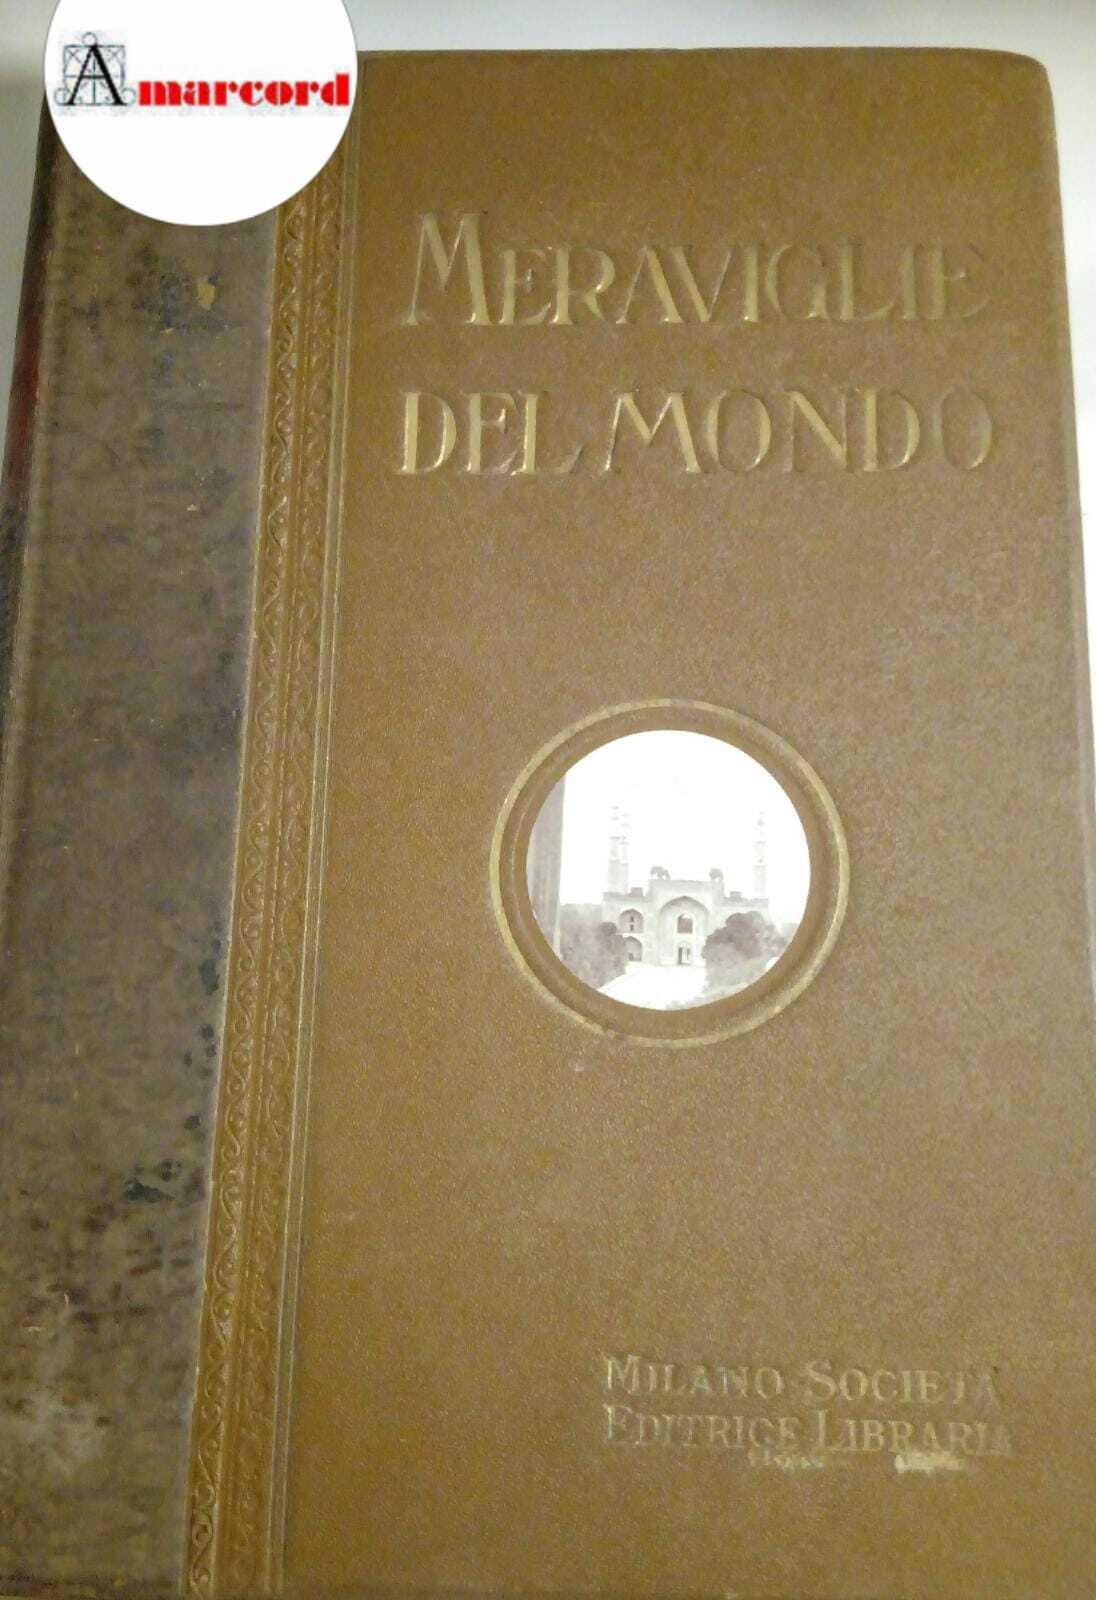 Amarcord
MERAVIGLIE
DEL MONDO
MILANO SOCIETÀ
EDITRICE LIBRARIA